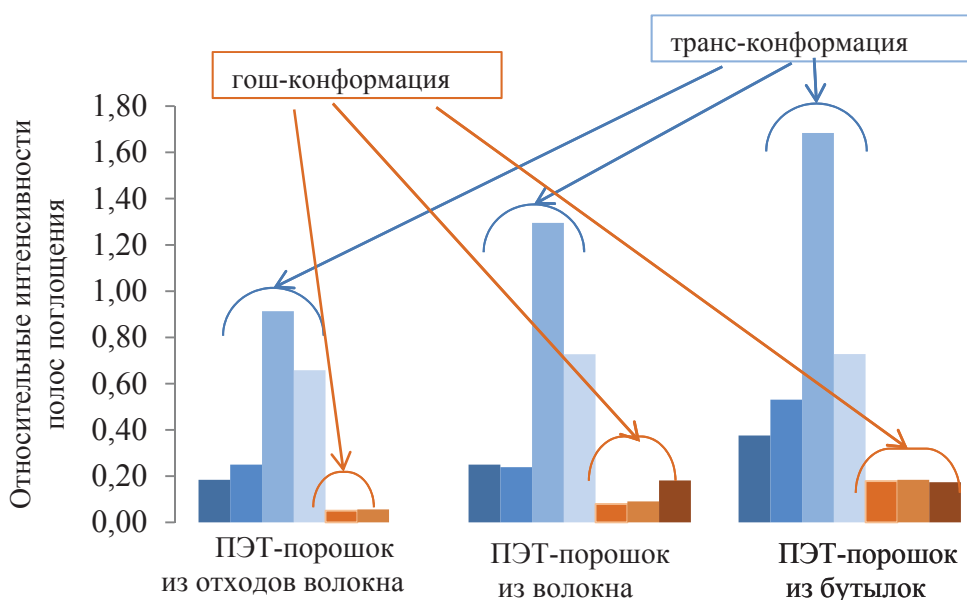 транс-конформация
гош-конформация
Относительные интенсивности
полос поглощения
1,80
1,60
1,40
1,20
1,00
0,80
0,60
0,40
0,20
0,00
ПЭТ-порошок
из отходов волокна
ПЭТ-порошок
из волокна
ПЭТ-порошок
из бутылок